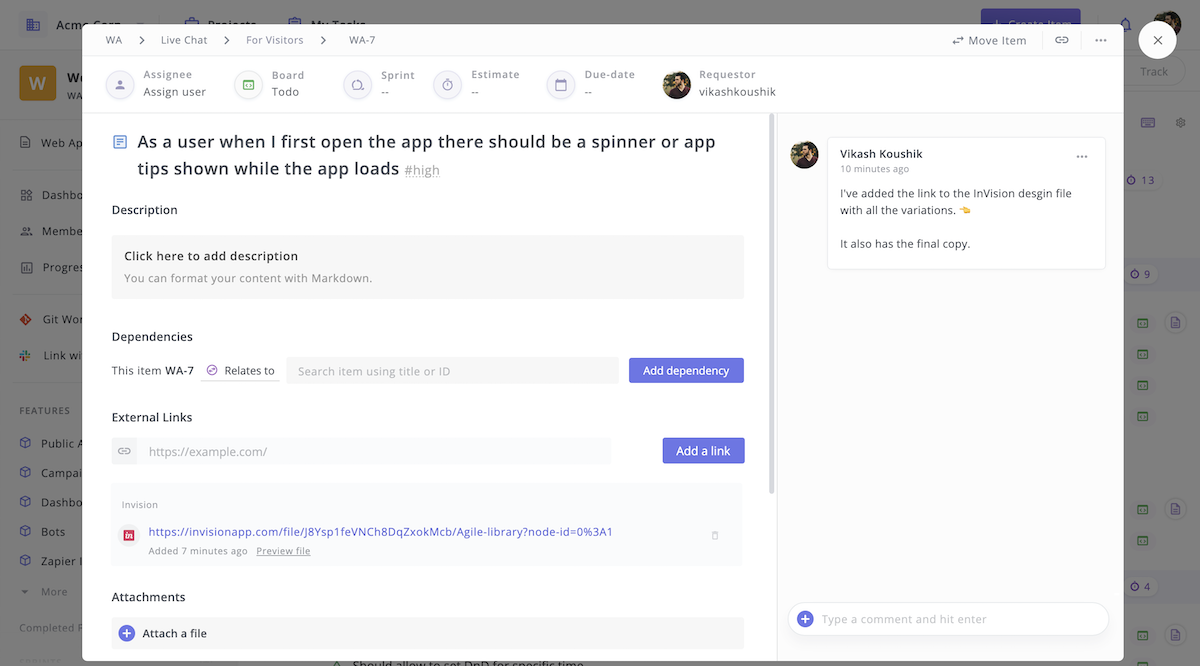 Acme Corp
Projects
My Tasks
Create Item
WA
Live Chat
For Visitors
WA-7
Move Item
Assignee
Assign user
Board
Todo
Sprint
--
Estimate
--
Due-date
--
Requestor
vikashkoushik
Track
W
WA
Web Ap
Dashbo
Membe
Progres
Git Wor
Link wi
FEATURES
Public A
Campai
Dashbo
Bots
Zapier I
More
Completed F
As a user when I first open the app there should be a spinner or app
tips shown while the app loads #high
Description
Click here to add description
You can format your content with Markdown.
Dependencies
This item WA-7
Relates to
Search item using title or ID
Add dependency
External Links
https://example.com/
Add a link
Invision
in
https://invisionapp.com/file/J8Ysp1feVNCh8DqZxokMcb/Agile-library?node-id=0%3A1
Added 7 minutes ago
Preview file
Attachments
Attach a file
Vikash Koushik
10 minutes ago
I've added the link to the InVision desgin file
with all the variations. 👈
It also has the final copy.
Type a comment and hit enter
13
9
4
Should allow to set DnD for specific time